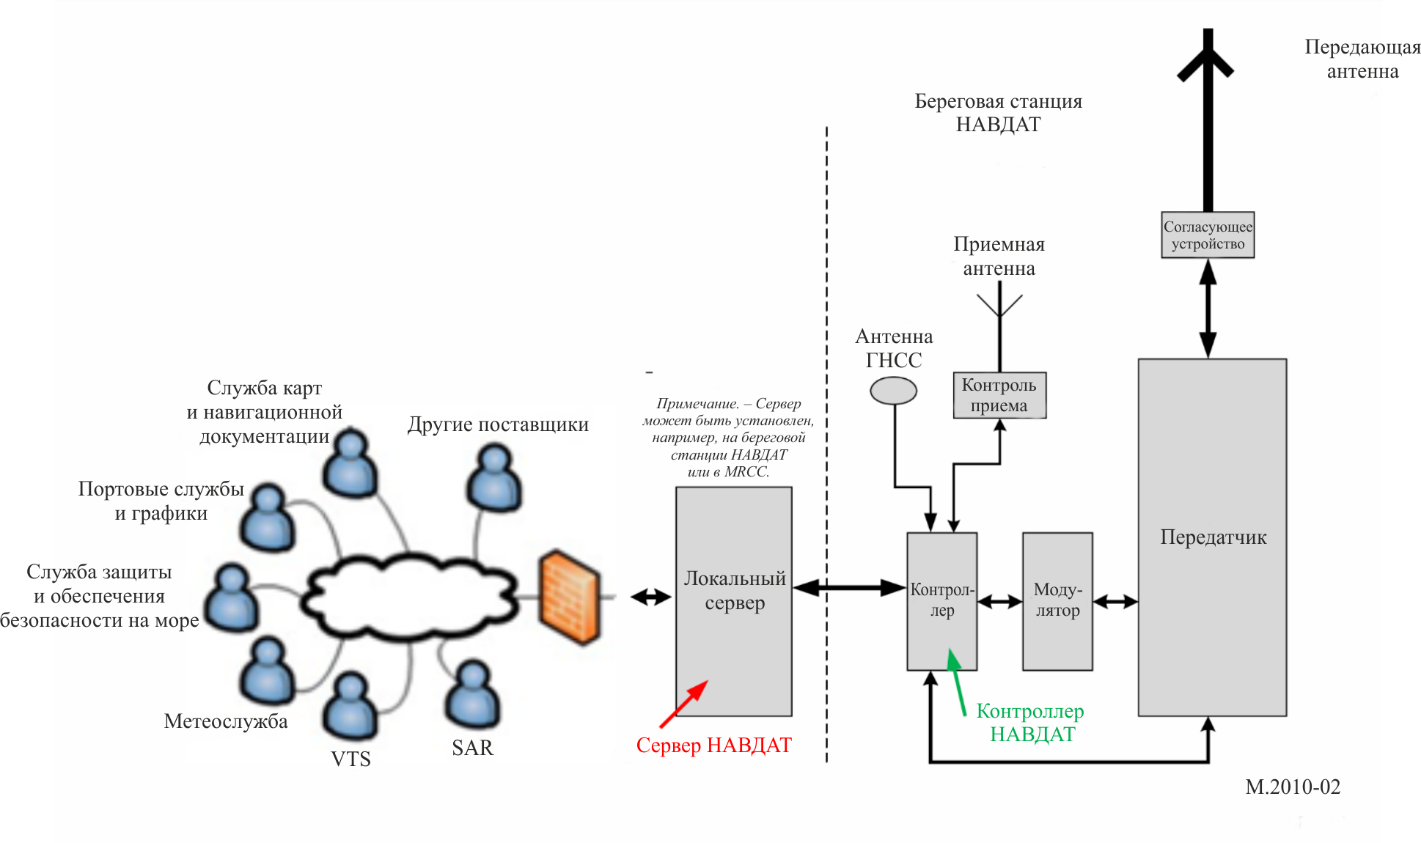 Передающая
антенна
Береговая станция
НАВДАТ
Согласующее
устройство
Приемная
антенна
Антенна
ГНСС
Контроль
приема
Служба карт
и навигационной
документации
Другие поставщики
Примечание. – Сервер
может быть установлен,
например, на береговой
станции НАВДАТ
или в MRCC.
Портовые службы
и графики
Служба защиты
и обеспечения
безопасности на море
Локальный
сервер
Контрол-
лер
Моду-
лятор
Передатчик
Метеослужба
VTS
SAR
Сервер НАВДАТ
Контроллер
НАВДАТ
M.2010-02